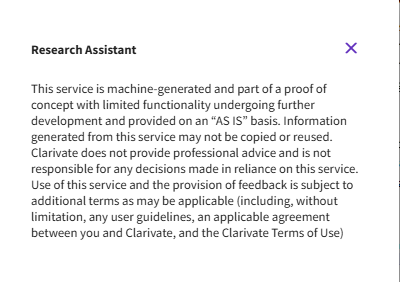 Research Assistant
This service is machine-generated and part of a proof of
concept with limited functionality undergoing further
development and provided on an “AS IS” basis. Information
generated from this service may not be copied or reused.
Clarivate does not provide professional advice and is not
responsible for any decisions made in reliance on this service.
Use of this service and the provision of feedback is subject to
additional terms as may be applicable (including, without
limitation, any user guidelines, an applicable agreement
between you and Clarivate, and the Clarivate Terms of Use)